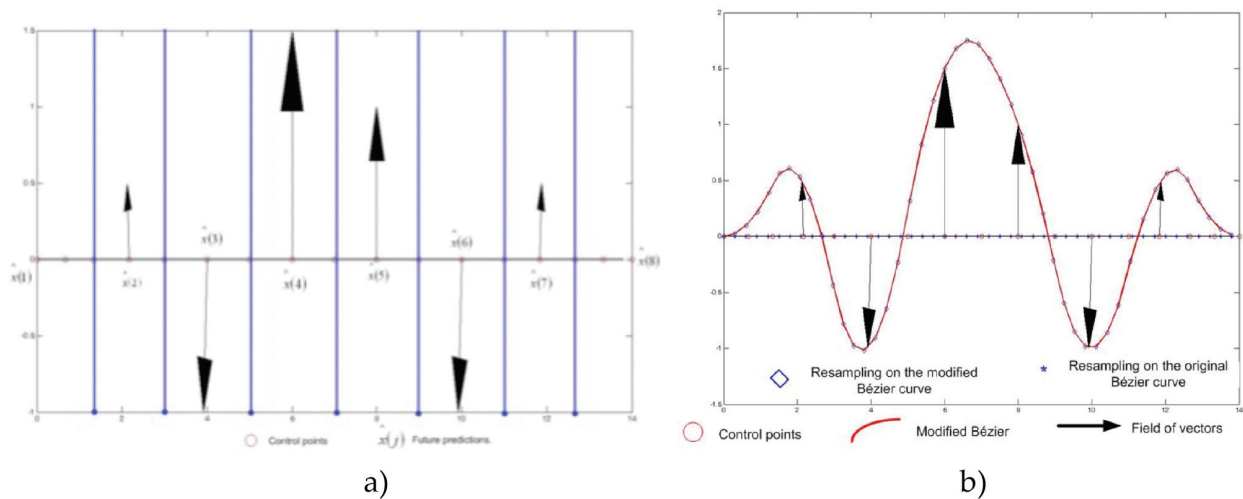 1.5
1
0.5
0
-0.5
-1
x̂(1)
x̂(2)
x̂(3)
x̂(4)
x̂(5)
x̂(6)
x̂(7)
x̂(8)
0 2 4 6 8 10 12 14
Control points
x̂(j) Future predictions.
a)
2
1.5
1
0.5
0
-0.5
-1
-1.5
Resampling on the modified
Bézier curve
Resampling on the original
Bézier curve
0 2 4 6 8 10 12 14
Control points
Modified Bézier
Field of vectors
b)